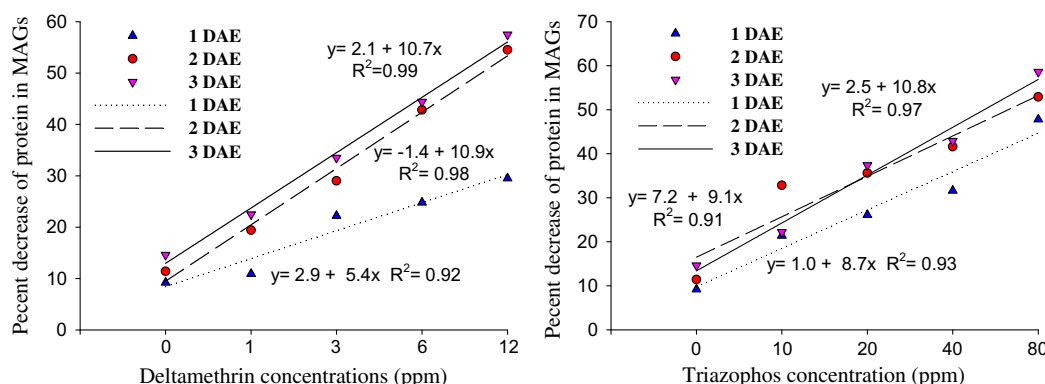 Pecent decrease of protein in MAGs
60
50
40
30
20
10
0
1 DAE
2 DAE
3 DAE
1 DAE
2 DAE
3 DAE
y= 2.1 + 10.7x
R²=0.99
y= -1.4 + 10.9x
R²= 0.98
y= 2.9 + 5.4x R²= 0.92
0 1 3 6 12
Deltamethrin concentrations (ppm)
Pecent decrease of protein in MAGs
70
60
50
40
30
20
10
0
1 DAE
2 DAE
3 DAE
1 DAE
2 DAE
3 DAE
y= 2.5 + 10.8x
R²= 0.97
y= 7.2 + 9.1x
R²= 0.91
y= 1.0 + 8.7x R²= 0.93
0 10 20 40 80
Triazophos concentration (ppm)